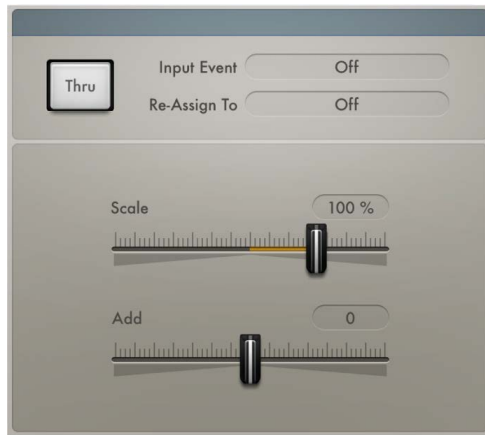 Thru
Input Event Off
Re-Assign To Off
Scale 100 %
Add 0